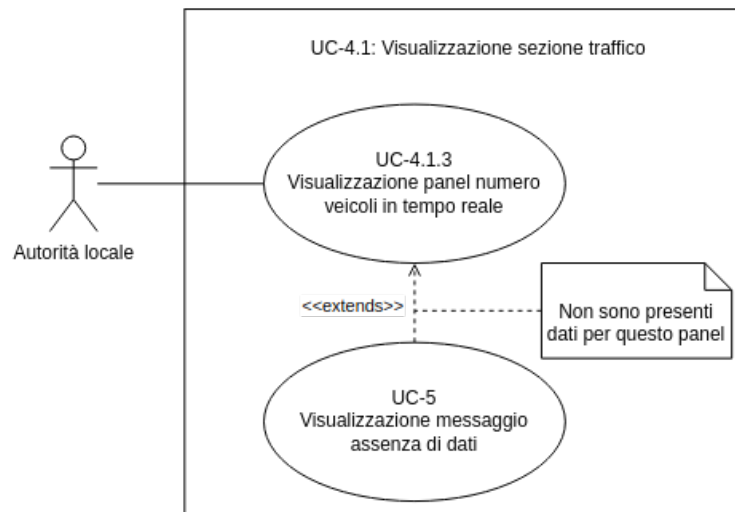 UC-4.1: Visualizzazione sezione traffico
UC-4.1.3
Visualizzazione panel numero
veicoli in tempo reale
Autorità locale
<<extends>>
Non sono presenti
dati per questo panel
UC-5
Visualizzazione messaggio
assenza di dati